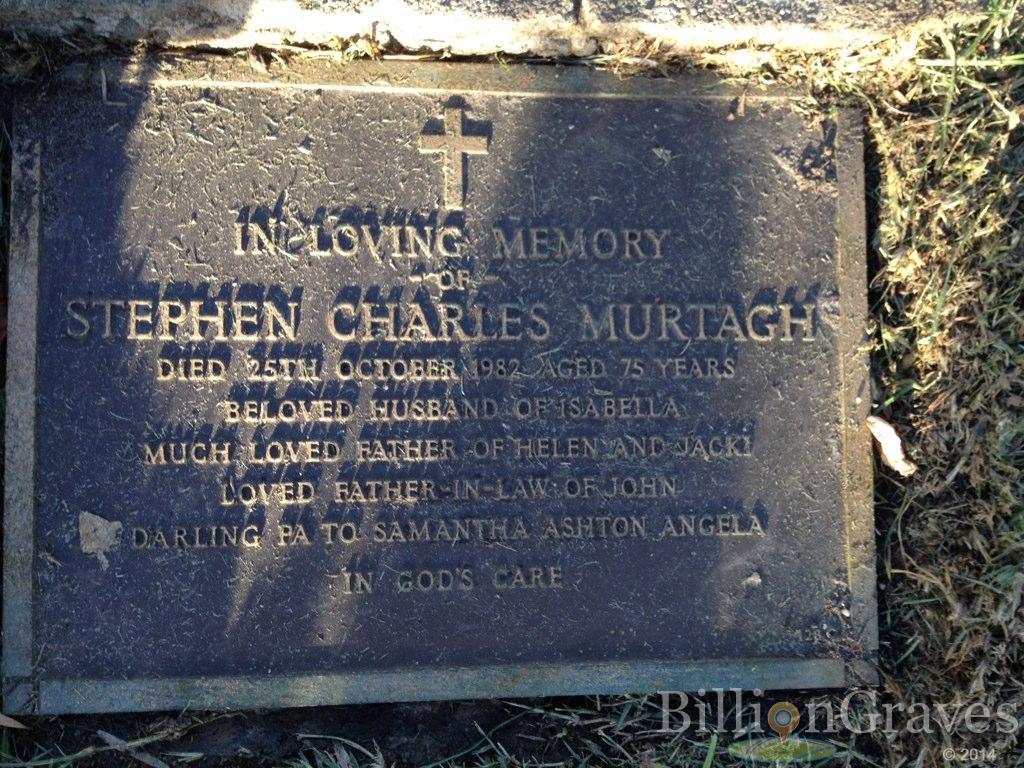 IN LOVING MEMORY
OF
STEPHEN CHARLES MURTAGH
DIED 25TH OCTOBER 1982 AGED 75 YEARS
BELOVED HUSBAND OF ISABELLA
MUCH LOVED FATHER OF HELEN AND JACKI
LOVED FATHER-IN-LAW OF JOHN
DARLING PA TO SAMANTHA ASHTON ANGELA
IN GOD'S CARE
BillionGraves
© 2014